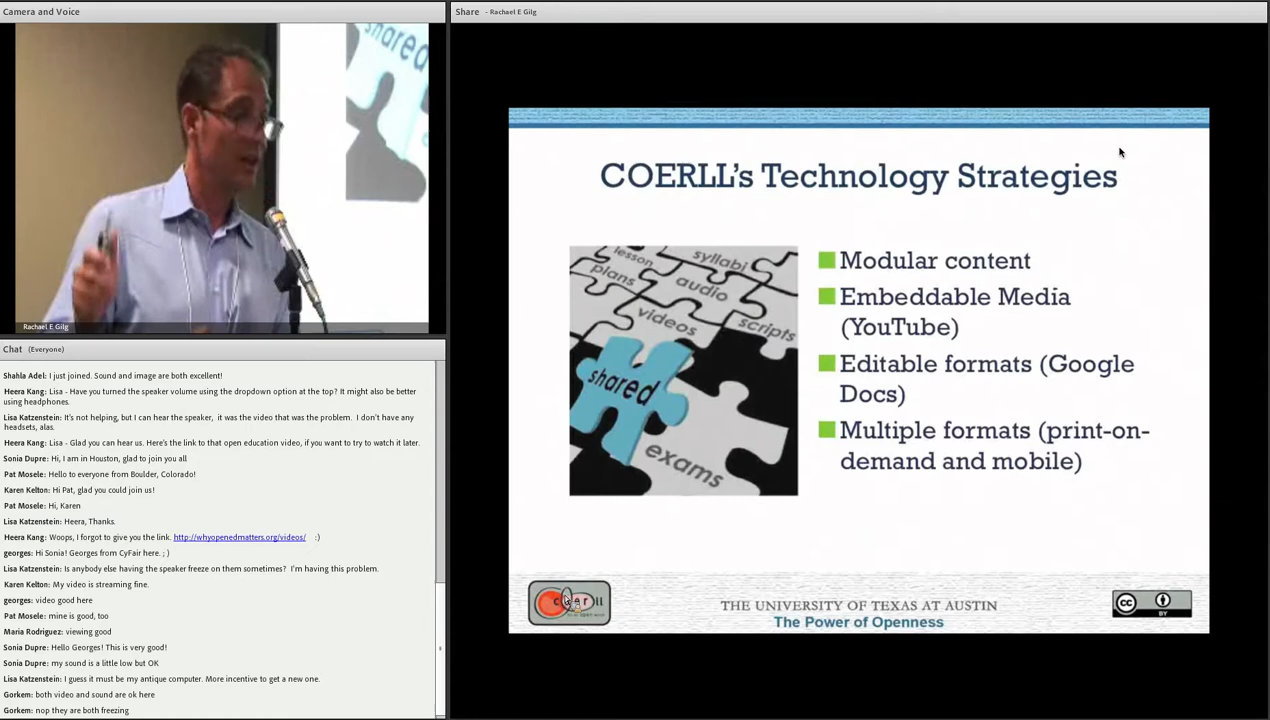 Camera and Voice
shared
Rachael E Gilg
Chat (Everyone)
Shahla Adel: I just joined. Sound and image are both excellent!
Heera Kang: Lisa - Have you turned the speaker volume using the dropdown option at the top? It might also be better
using headphones.
Lisa Katzenstein: It's not helping, but I can hear the speaker, it was the video that was the problem. I don't have any
headsets, alas.
Heera Kang: Lisa - Glad you can hear us. Here's the link to that open education video, if you want to try to watch it later.
Sonia Dupre: Hi, I am in Houston, glad to join you all
Pat Mosele: Hello to everyone from Boulder, Colorado!
Karen Kelton: Hi Pat, glad you could join us!
Pat Mosele: Hi, Karen
Lisa Katzenstein: Heera, Thanks.
Heera Kang: Woops, I forgot to give you the link. http://whyopenedmatters.org/videos/ :)
georges: Hi Sonia! Georges from CyFair here. ; )
Lisa Katzenstein: Is anybody else having the speaker freeze on them sometimes? I'm having this problem.
Karen Kelton: My video is streaming fine.
georges: video good here
Pat Mosele: mine is good, too
Maria Rodriguez: viewing good
Sonia Dupre: Hello Georges! This is very good!
Sonia Dupre: my sound is a little low but OK
Lisa Katzenstein: I guess it must be my antique computer. More incentive to get a new one.
Gorkem: both video and sound are ok here
Gorkem: nop they are both freezing
Share - Rachael E Gilg
COERLL's Technology Strategies
lesson
plans
syllabi
audio
videos
scripts
shared
exams
Modular content
Embeddable Media
(YouTube)
Editable formats (Google
Docs)
Multiple formats (print-on-
demand and mobile)
coerll
THE UNIVERSITY OF TEXAS AT AUSTIN
The Power of Openness
cc
BY